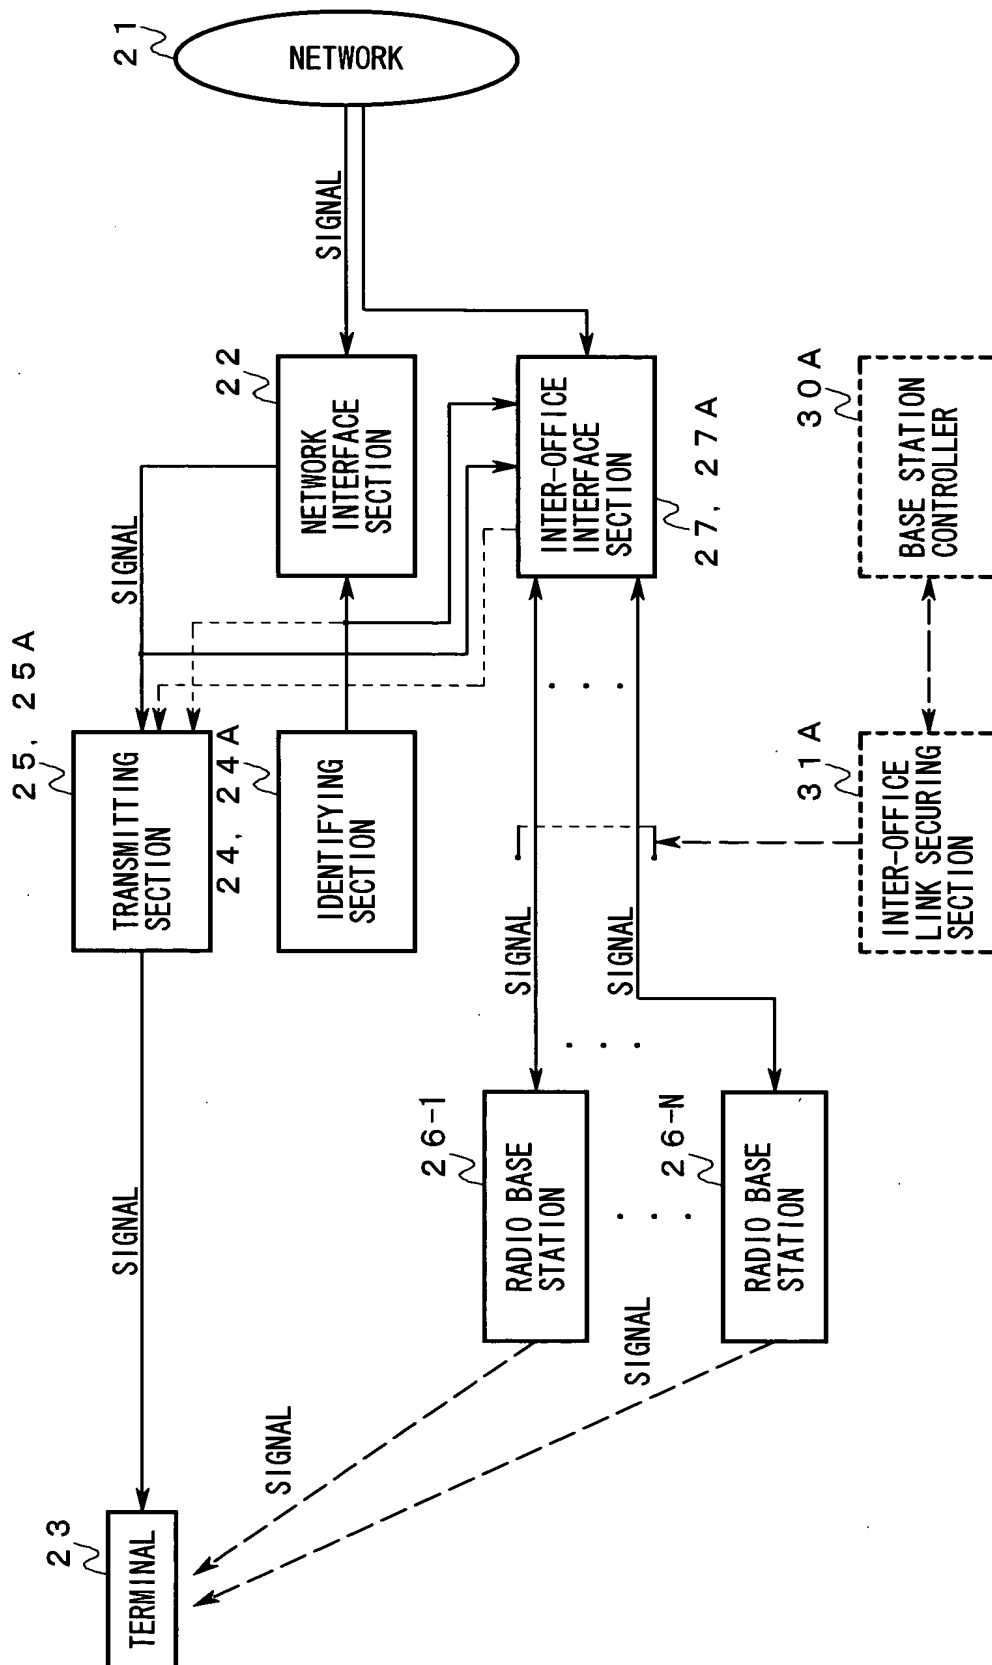 23
TERMINAL
SIGNAL
25, 25A
TRANSMITTING
SECTION
SIGNAL
22
NETWORK
INTERFACE
SECTION
SIGNAL
21
NETWORK
24, 24A
IDENTIFYING
SECTION
SIGNAL
SIGNAL
26-1
RADIO BASE
STATION
. . .
26-N
RADIO BASE
STATION
. . .
SIGNAL
SIGNAL
. . .
INTER-OFFICE
INTERFACE
SECTION
27, 27A
31A
INTER-OFFICE
LINK SECURING
SECTION
30A
BASE STATION
CONTROLLER